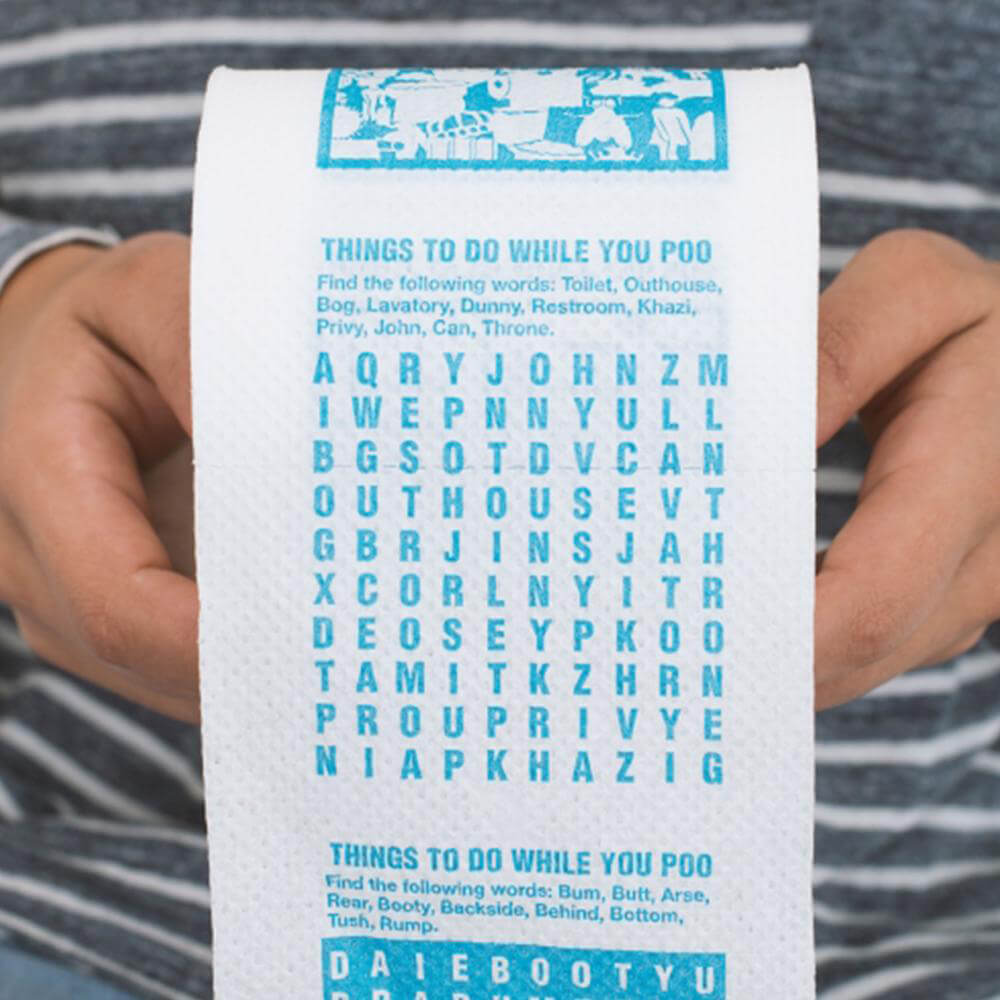 THINGS TO DO WHILE YOU POO
Find the following words: Toilet, Outhouse,
Bog, Lavatory, Dunny, Restroom, Khazi,
Privy, John, Can, Throne.
A Q R Y J O H N Z M
I W E P N N Y U L L
B G S O T D V C A N
O U T H O U S E V T
G B R J I N S J A H
X C O R L N Y I T R
D E O S E Y P K O O
T A M I T K Z H R N
P R O U P R I V Y E
N I A P K H A Z I G
THINGS TO DO WHILE YOU POO
Find the following words: Bum, Butt, Arse,
Rear, Booty, Backside, Behind, Bottom,
Tush, Rump.
D A I E B O O T Y U